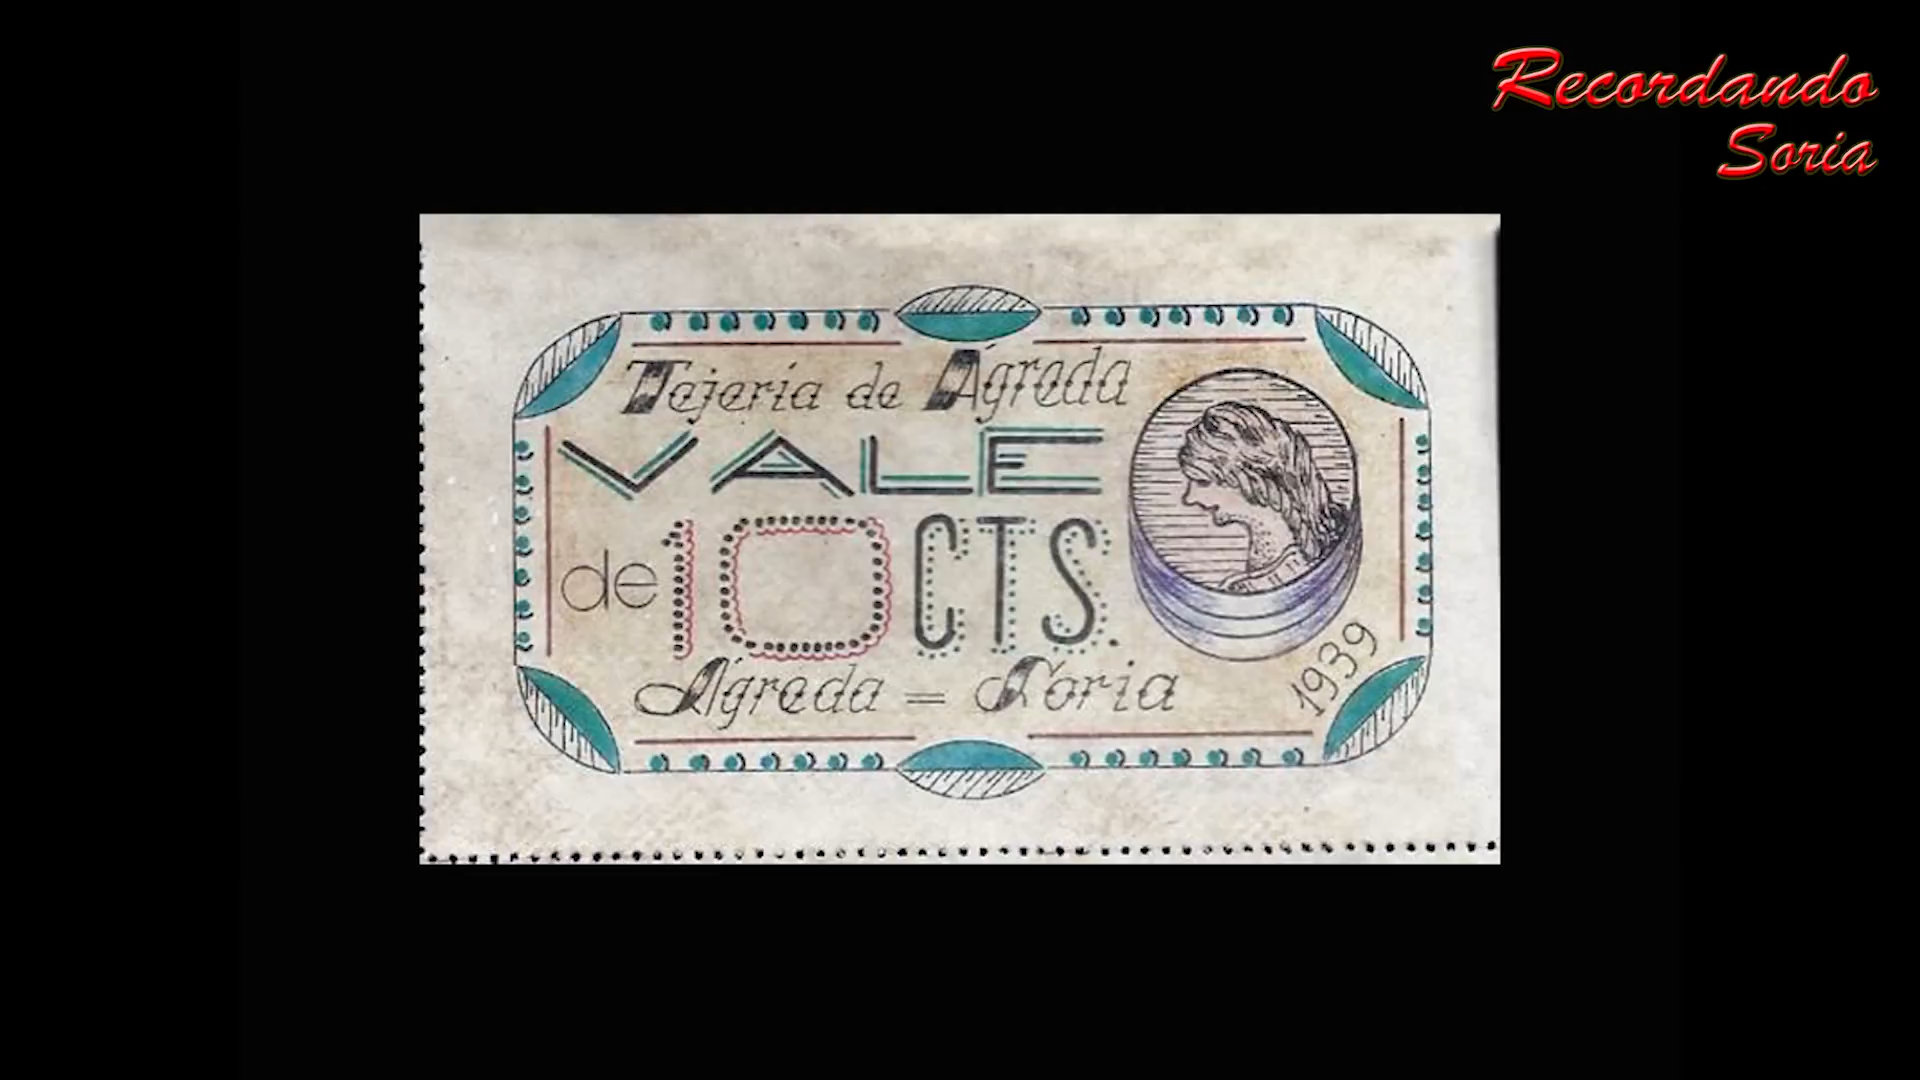 Recordando
Soria
Tejería de Ágreda
VALE
de 10 CTS.
Ágreda = Soria
1939